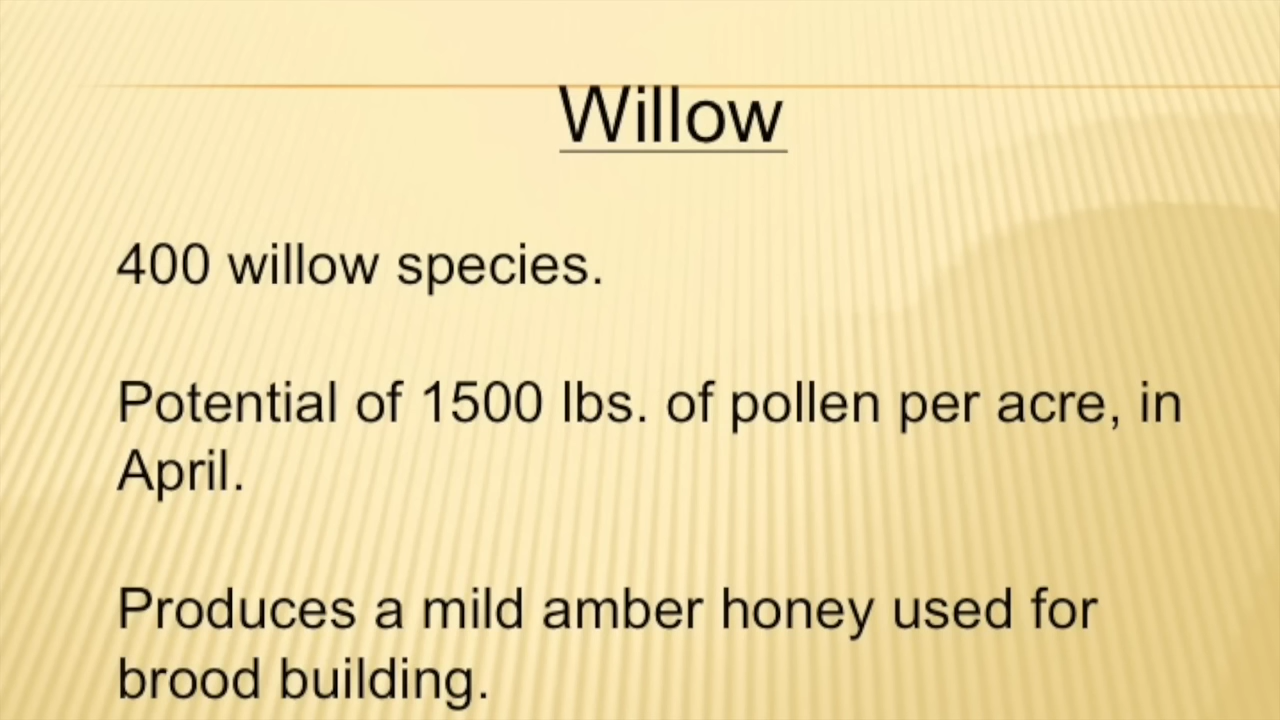 Willow
400 willow species.
Potential of 1500 lbs. of pollen per acre, in
April.
Produces a mild amber honey used for
brood building.